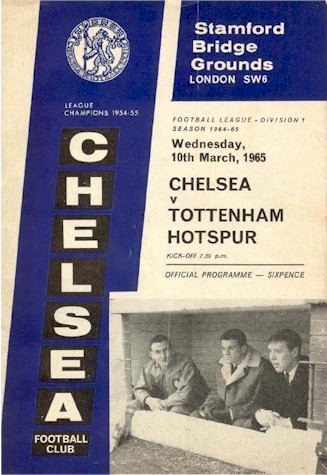 Stamford
Bridge
Grounds
LONDON SW6
LEAGUE
CHAMPIONS 1954-55
FOOTBALL LEAGUE - DIVISION 1
SEASON 1964-65
Wednesday,
10th March, 1965
CHELSEA
v
TOTTENHAM
HOTSPUR
KICK-OFF 7.30 p.m.
OFFICIAL PROGRAMME — SIXPENCE
CHELSEA
FOOTBALL
CLUB